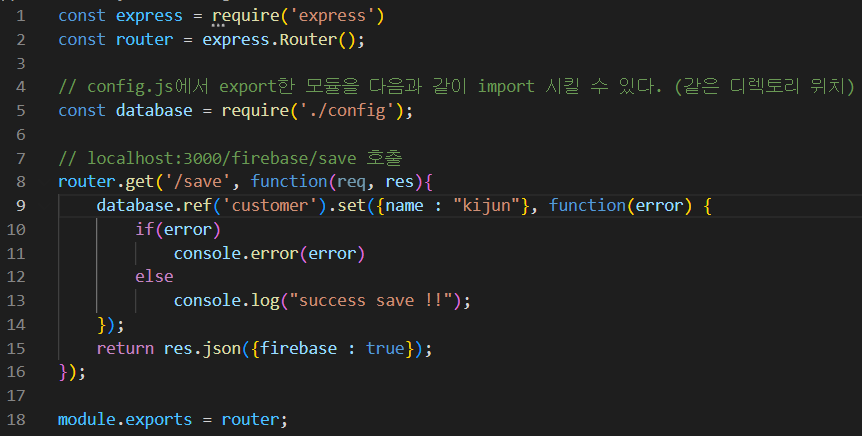 1 const express = require('express')
2 const router = express.Router();
3
4 // config.js에서 export한 모듈을 다음과 같이 import 시킬 수 있다. (같은 디렉토리 위치)
5 const database = require('./config');
6
7 // localhost:3000/firebase/save 호출
8 router.get('/save', function(req, res){
9     database.ref('customer').set({name : "kijun"}, function(error) {
10         if(error)
11             console.error(error)
12         else
13             console.log("success save !!");
14     });
15     return res.json({firebase : true});
16 });
17
18 module.exports = router;